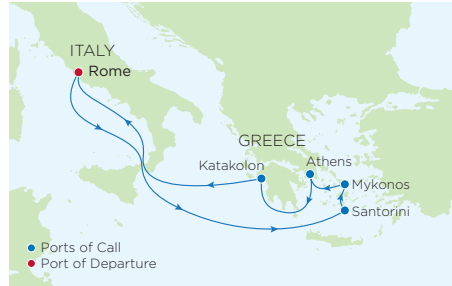 ITALY
Rome
GREECE
Katakolon
Athens
Mykonos
Santorini
Ports of Call
Port of Departure